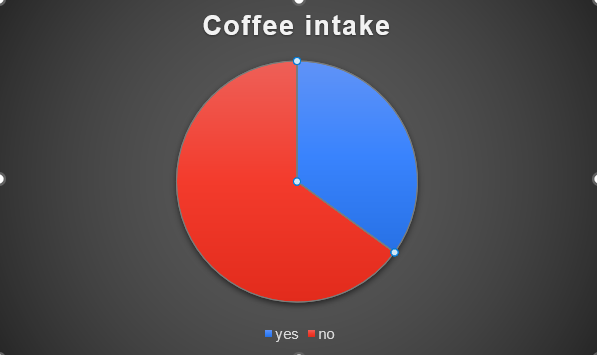 Coffee intake
yes no